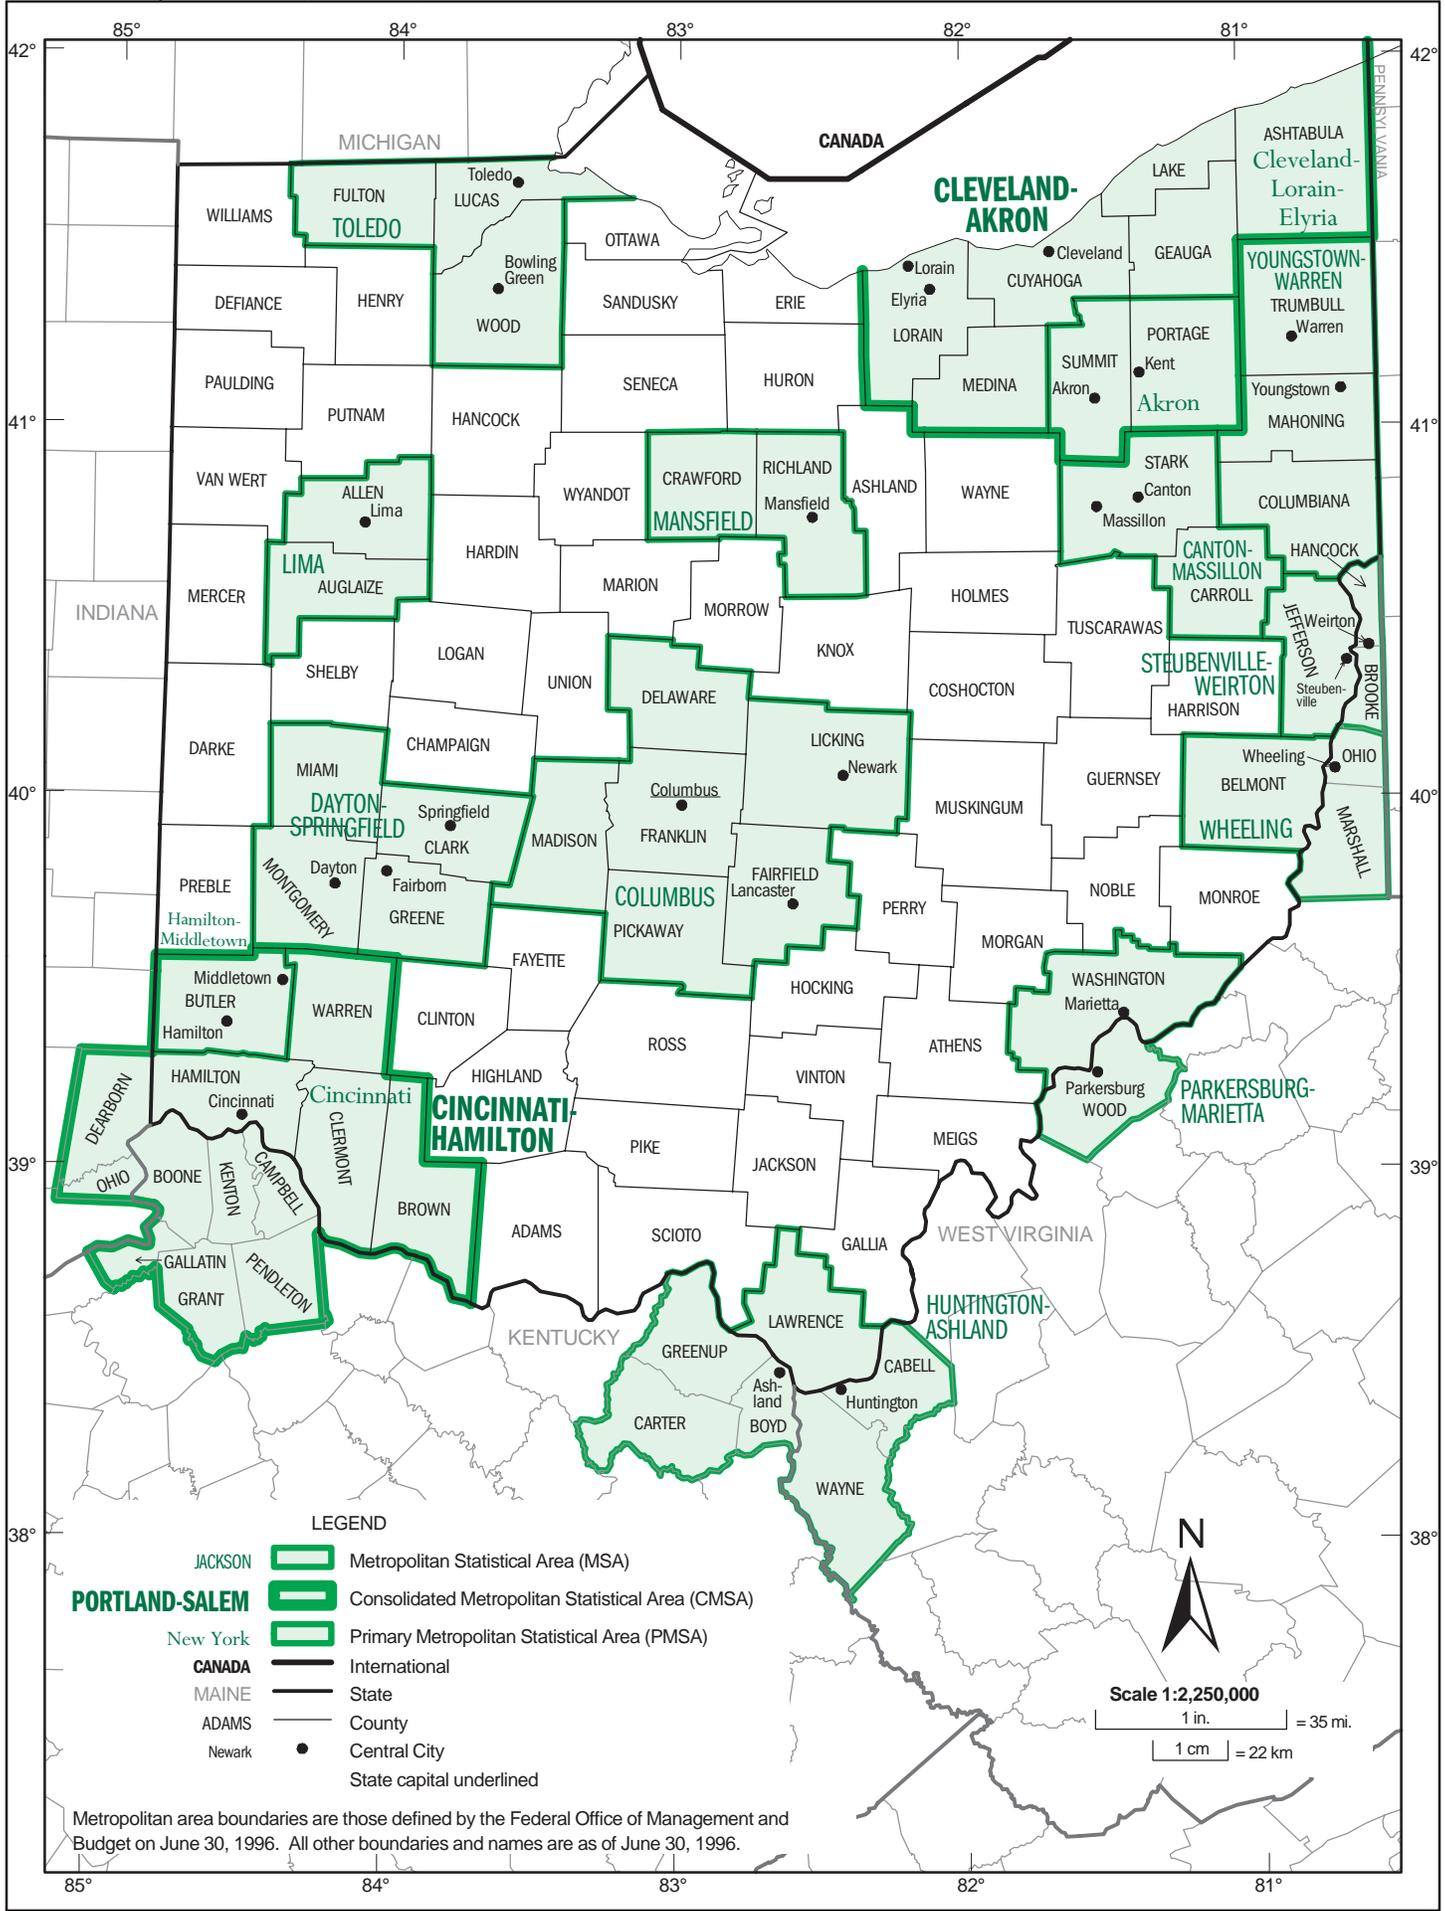 85°
84°
83°
82°
81°
42°
42°
MICHIGAN
CANADA
PENNSYLVANIA
ASHTABULA
Cleveland-
Lorain-
Elyria
LAKE
CLEVELAND-
AKRON
Toledo
FULTON
LUCAS
WILLIAMS
TOLEDO
OTTAWA
Cleveland
GEAUGA
YOUNGSTOWN-
WARREN
Bowling
Green
Lorain
CUYAHOGA
Elyria
DEFIANCE
HENRY
SANDUSKY
ERIE
TRUMBULL
WOOD
LORAIN
PORTAGE
Warren
SUMMIT
Kent
PAULDING
SENECA
HURON
MEDINA
Akron
Youngstown
Akron
PUTNAM
HANCOCK
41°
41°
MAHONING
CRAWFORD
RICHLAND
STARK
VAN WERT
ALLEN
WYANDOT
ASHLAND
WAYNE
Canton
Lima
Mansfield
COLUMBIANA
MANSFIELD
Massillon
HARDIN
CANTON-
MASSILLON
HANCOCK
LIMA
AUGLAIZE
MARION
CARROLL
MERCER
INDIANA
MORROW
HOLMES
JEFFERSON
Weirton
TUSCARAWAS
LOGAN
KNOX
STEUBENVILLE-
WEIRTON
SHELBY
UNION
DELAWARE
COSHOCTON
Steuben-
ville
BROOKE
HARRISON
DARKE
CHAMPAIGN
LICKING
Wheeling
OHIO
MIAMI
Newark
GUERNSEY
BELMONT
40°
40°
DAYTON-
SPRINGFIELD
Columbus
MUSKINGUM
Springfield
FRANKLIN
WHEELING
MADISON
CLARK
MARSHALL
Dayton
FAIRFIELD
PREBLE
MONTGOMERY
Fairborn
Lancaster
NOBLE
MONROE
COLUMBUS
PERRY
Hamilton-
Middletown
GREENE
PICKAWAY
MORGAN
FAYETTE
Middletown
WASHINGTON
BUTLER
HOCKING
WARREN
Marietta
Hamilton
CLINTON
ROSS
ATHENS
HAMILTON
HIGHLAND
VINTON
Parkersburg
DEARBORN
Cincinnati
Cincinnati
WOOD
PARKERSBURG-
MARIETTA
CINCINNATI-
HAMILTON
CLERMONT
PIKE
MEIGS
39°
39°
BOONE
KENTON
CAMPBELL
JACKSON
OHIO
BROWN
ADAMS
SCIOTO
GALLIA
WEST VIRGINIA
GALLATIN
PENDLETON
GRANT
LAWRENCE
HUNTINGTON-
ASHLAND
KENTUCKY
GREENUP
CABELL
Ash-
land
Huntington
CARTER
BOYD
WAYNE
38°
38°
LEGEND
JACKSON Metropolitan Statistical Area (MSA)
PORTLAND-SALEM Consolidated Metropolitan Statistical Area (CMSA)
New York Primary Metropolitan Statistical Area (PMSA)
CANADA International
MAINE State
ADAMS County
Newark Central City
State capital underlined
N
Scale 1:2,250,000
1 in. = 35 mi.
1 cm = 22 km
Metropolitan area boundaries are those defined by the Federal Office of Management and
Budget on June 30, 1996. All other boundaries and names are as of June 30, 1996.
85°
84°
83°
82°
81°